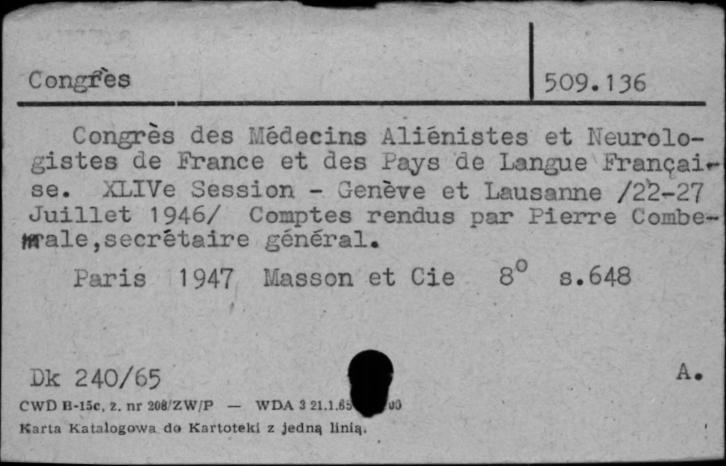 Congrès 509.136
Congrès des Médecins Aliénistes et Neurolo-
gistes de France et des Pays de Langue Françai-
se. XLIVe Session - Genève et Lausanne /22-27
Juillet 1946/ Comptes rendus par Pierre Combe-
male, secrétaire général.
Paris 1947 Masson et Cie 8° s.648
Dk 240/65 A.
CWD B-15c, z. nr 208/ZW/P — WDA 3 21.1.65
Karta Katalogowa do Kartoteki z jedną linią.